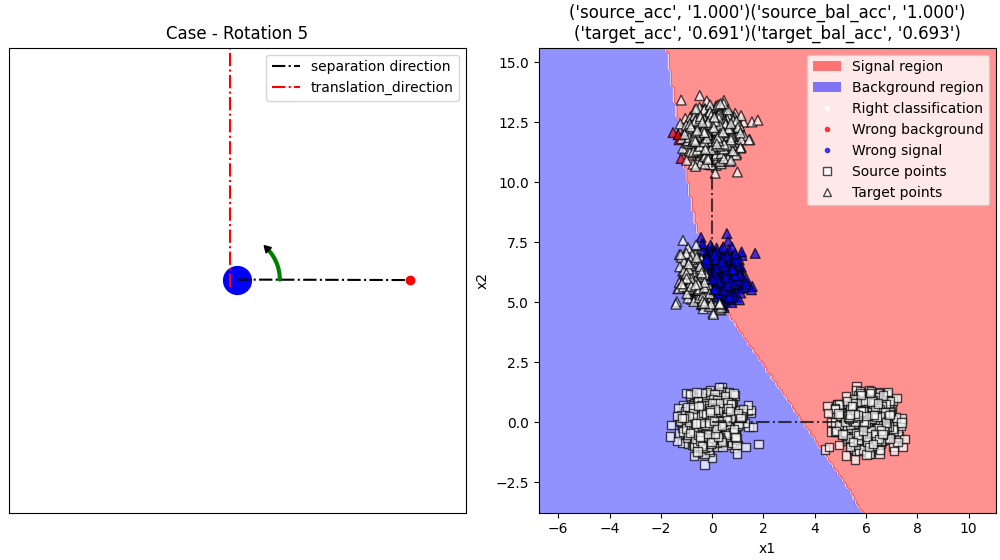 Case - Rotation 5
separation direction
translation_direction
('source_acc', '1.000')('source_bal_acc', '1.000')
('target_acc', '0.691')('target_bal_acc', '0.693')
Signal region
Background region
Right classification
Wrong background
Wrong signal
Source points
Target points
x2
15.0
12.5
10.0
7.5
5.0
2.5
0.0
−2.5
−6
−4
−2
0
2
4
6
8
10
x1